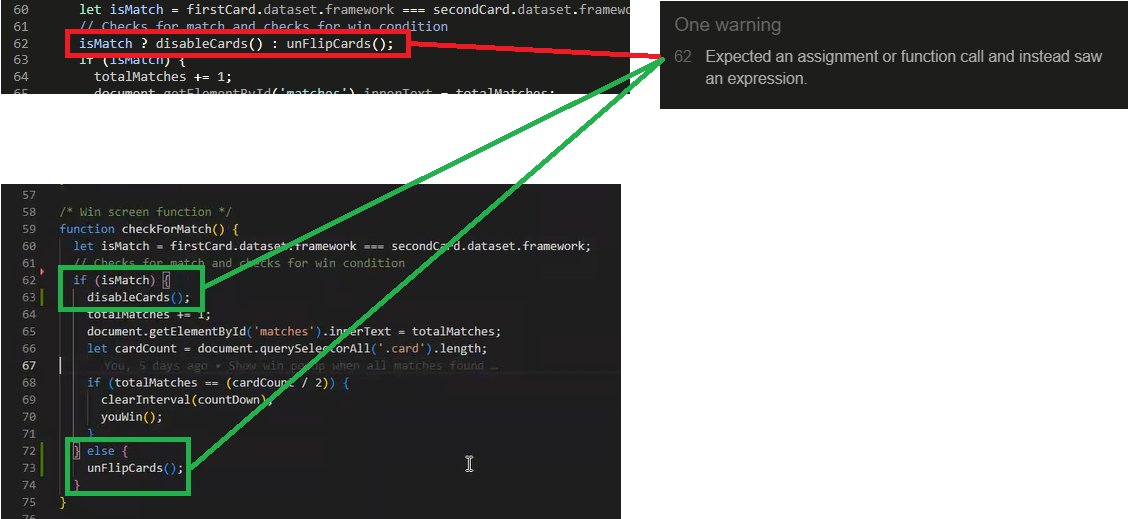 60 let isMatch = firstCard.dataset.framework === secondCard.dataset.framewo
61 // Checks for match and checks for win condition
62 isMatch ? disableCards() : unFlipCards();
63 if (isMatch) {
64 totalMatches += 1;
65 document.getElementById('matches').innerText = totalMatches;
One warning
62 Expected an assignment or function call and instead saw
an expression.
57
58 /* Win screen function */
59 function checkForMatch() {
60 let isMatch = firstCard.dataset.framework === secondCard.dataset.framework;
61 // Checks for match and checks for win condition
62 if (isMatch) {
63 disableCards();
64 totalMatches += 1;
65 document.getElementById('matches').innerText = totalMatches;
66 let cardCount = document.querySelectorAll('.card').length;
67 You, 5 days ago • Show win popup when all matches found …
68 if (totalMatches == (cardCount / 2)) {
69 clearInterval(countDown);
70 youWin();
71 }
72 } else {
73 unFlipCards();
74 }
75 }
76